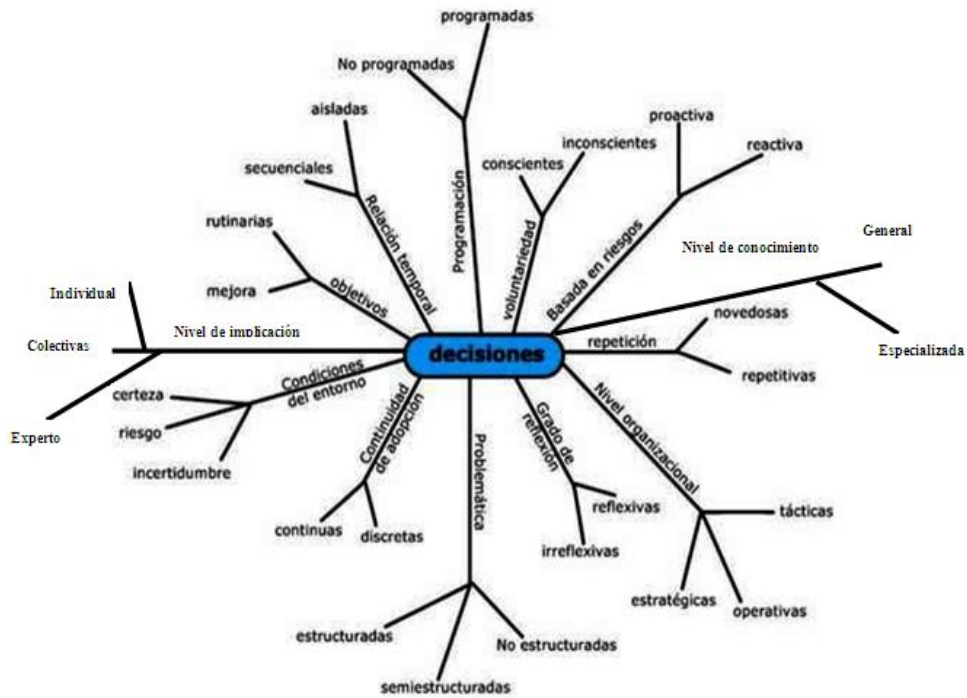 programadas
No programadas
aisladas
secuenciales
Relación temporal
Programación
conscientes
inconscientes
voluntariedad
proactiva
reactiva
Basada en riesgos
Nivel de conocimiento
General
Especializada
rutinarias
mejora
objetivos
Individual
Colectivas
Experto
Nivel de implicación
decisiones
repetición
novedosas
repetitivas
certeza
riesgo
incertidumbre
Condiciones
del entorno
Continuidad
de adopción
continuas
discretas
Problemática
estructuradas
semiestructuradas
No estructuradas
Grado de
reflexión
reflexivas
irreflexivas
Nivel organizacional
tácticas
estratégicas
operativas